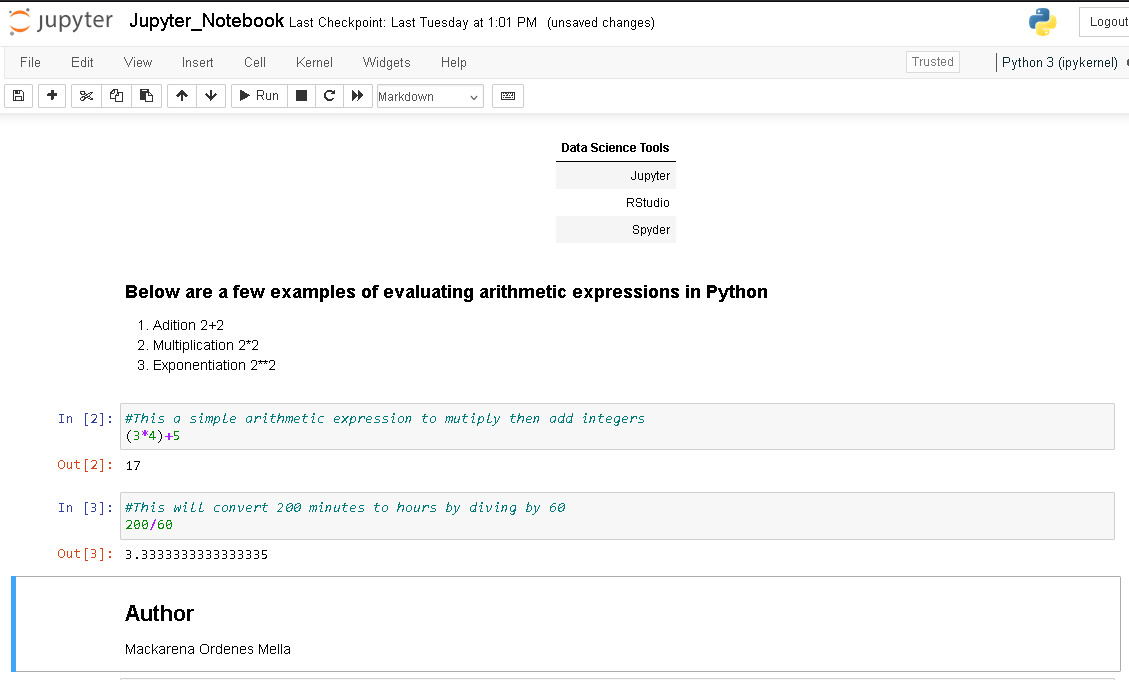 jupyter Jupyter_Notebook Last Checkpoint: Last Tuesday at 1:01 PM (unsaved changes) Logout
File Edit View Insert Cell Kernel Widgets Help Trusted Python 3 (ipykernel)
Run Markdown
Data Science Tools
Jupyter
RStudio
Spyder
Below are a few examples of evaluating arithmetic expressions in Python
1. Adition 2+2
2. Multiplication 2*2
3. Exponentiation 2**2
In [2]: #This a simple arithmetic expression to mutiply then add integers
(3*4)+5
Out[2]: 17
In [3]: #This will convert 200 minutes to hours by diving by 60
200/60
Out[3]: 3.3333333333333335
Author
Mackarena Ordenes Mella